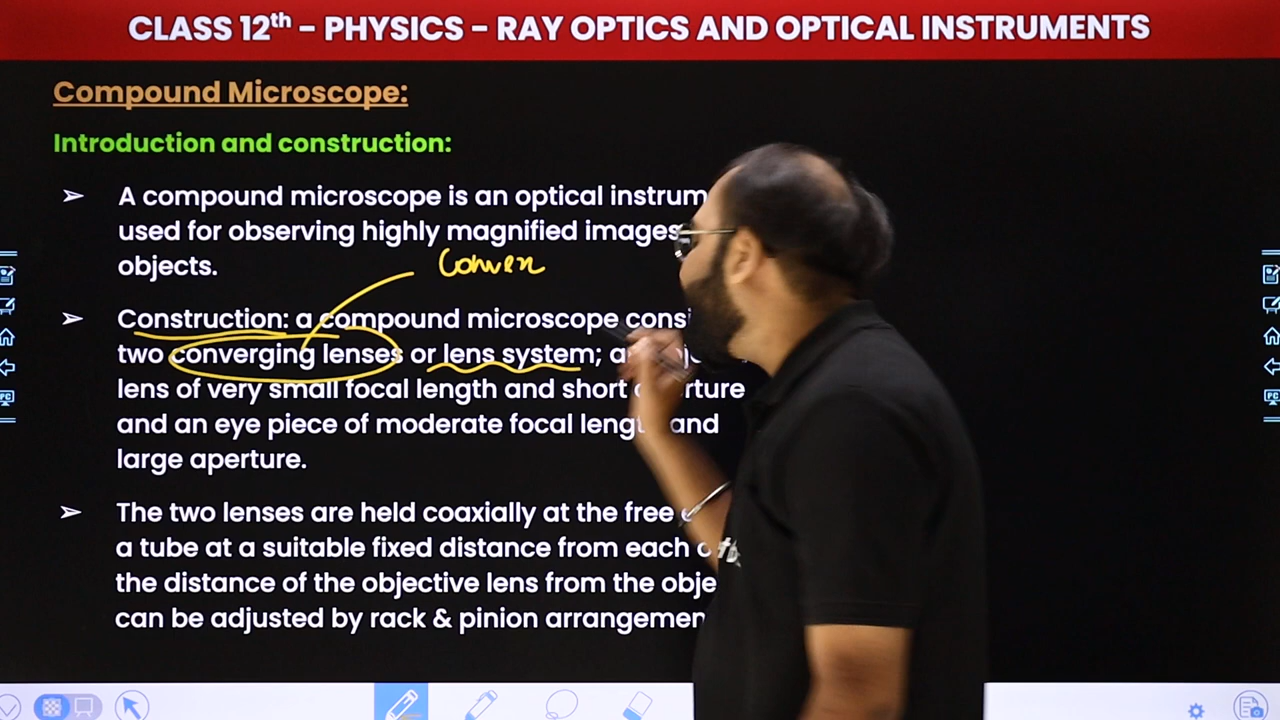 CLASS 12th - PHYSICS - RAY OPTICS AND OPTICAL INSTRUMENTS
Compound Microscope:
Introduction and construction:
➢ A compound microscope is an optical instrum
used for observing highly magnified images
objects.
Convex
➢ Construction: a compound microscope consi
two converging lenses or lens system;
lens of very small focal length and short
and an eye piece of moderate focal and
large aperture.
➢ The two lenses are held coaxially at the free
a tube at a suitable fixed distance from each
the distance of the objective lens from the obje
can be adjusted by rack & pinion arrangemen